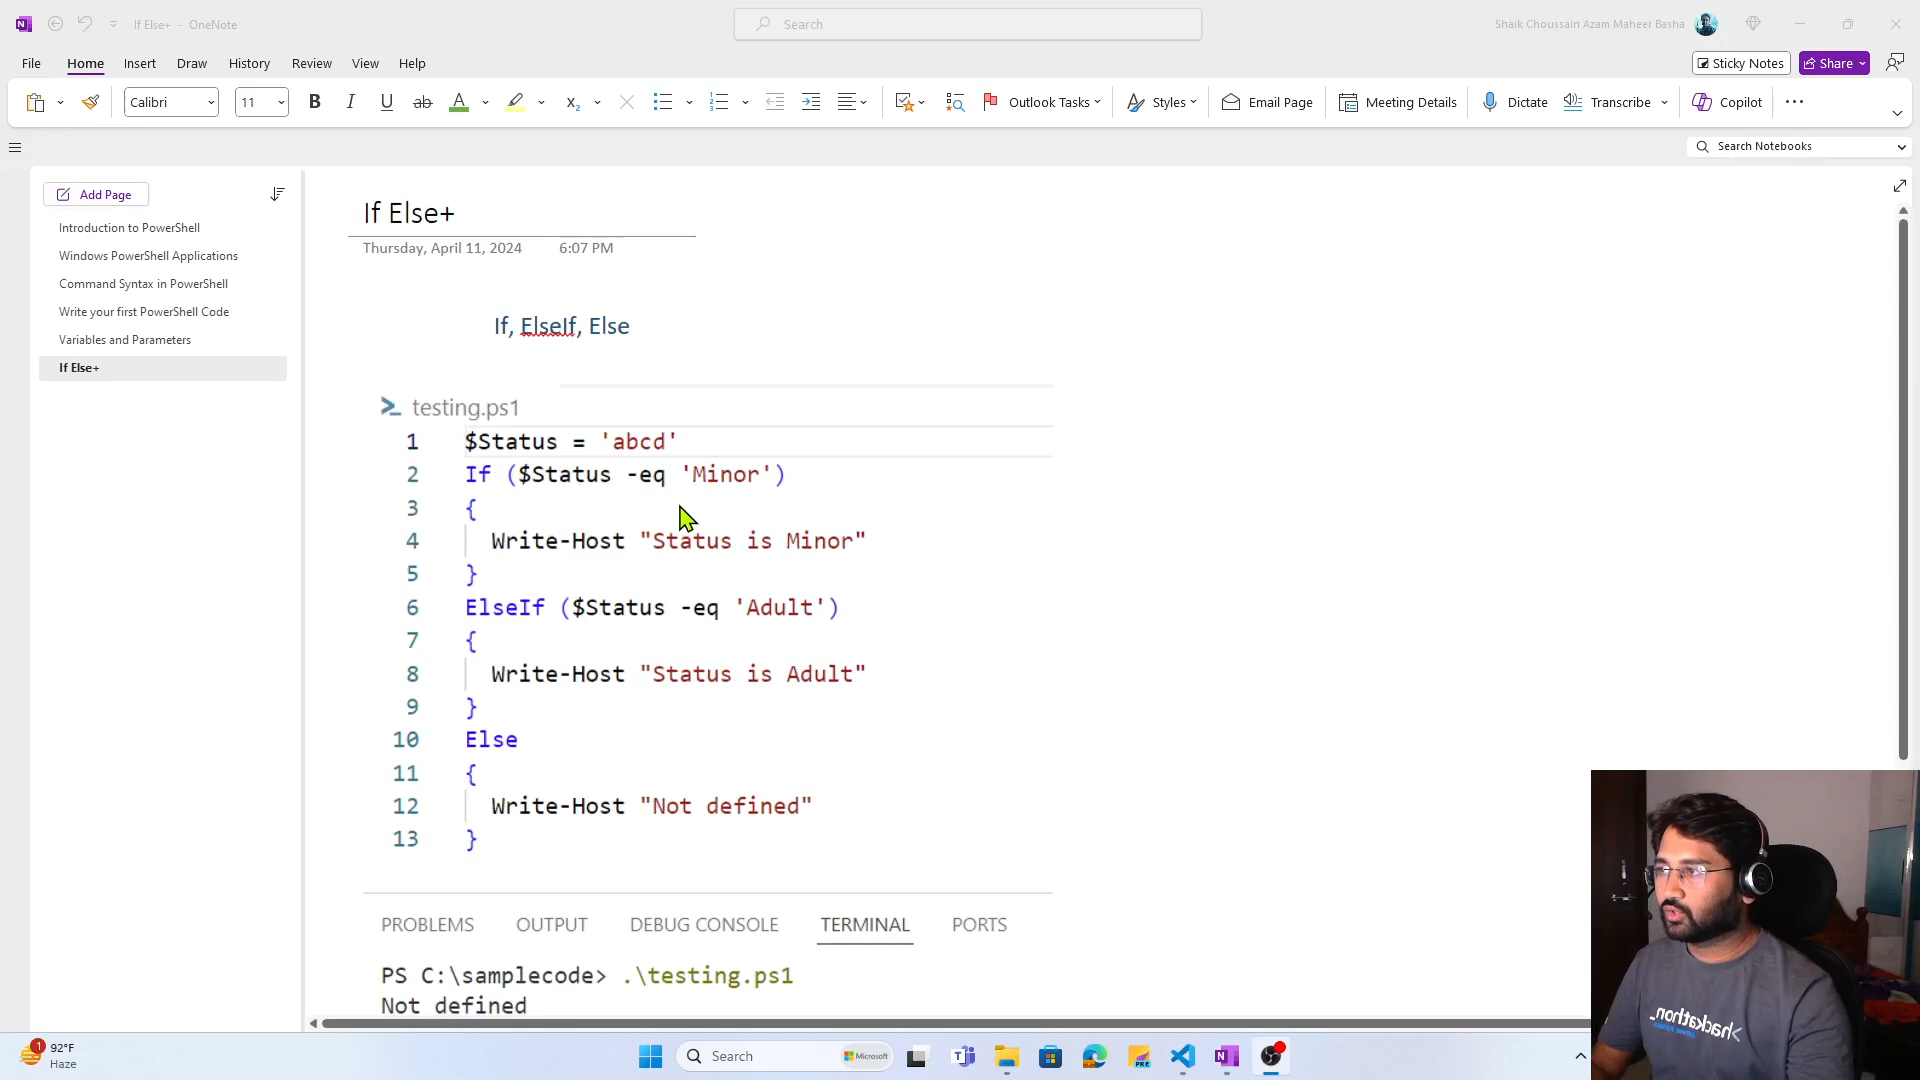 If Else+ - OneNote
Search
Shaik Choussain Azam Maheer Basha
File Home Insert Draw History Review View Help
Sticky Notes Share
Calibri 11 B I U ab A x₂ Outlook Tasks Styles Email Page Meeting Details Dictate Transcribe Copilot
Search Notebooks
Add Page
Introduction to PowerShell
Windows PowerShell Applications
Command Syntax in PowerShell
Write your first PowerShell Code
Variables and Parameters
If Else+
If Else+
Thursday, April 11, 2024 6:07 PM
If, ElseIf, Else
testing.ps1
1 $Status = 'abcd'
2 If ($Status -eq 'Minor')
3 {
4 Write-Host "Status is Minor"
5 }
6 ElseIf ($Status -eq 'Adult')
7 {
8 Write-Host "Status is Adult"
9 }
10 Else
11 {
12 Write-Host "Not defined"
13 }
PROBLEMS OUTPUT DEBUG CONSOLE TERMINAL PORTS
PS C:\samplecode> .\testing.ps1
Not defined
1 92°F
Haze
Search Microsoft
PRE